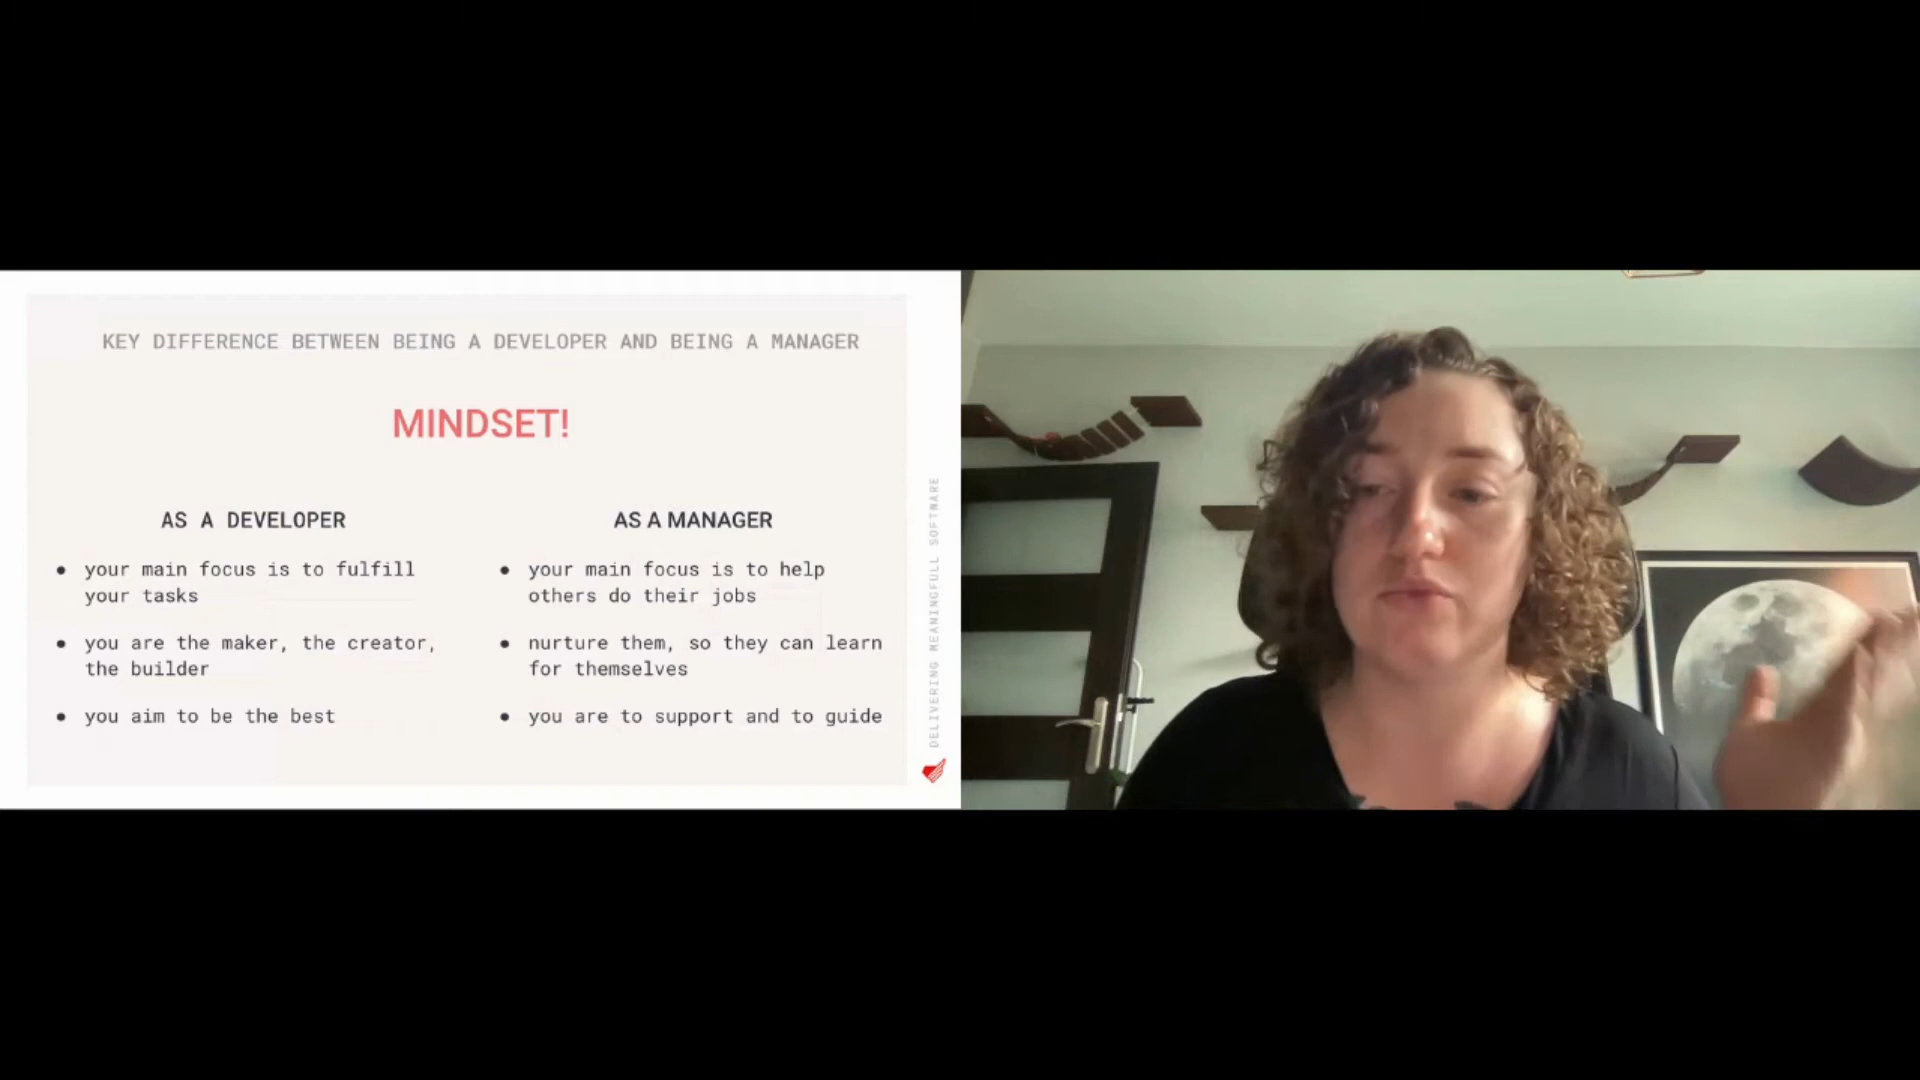 KEY DIFFERENCE BETWEEN BEING A DEVELOPER AND BEING A MANAGER
MINDSET!
AS A DEVELOPER
● your main focus is to fulfill
your tasks
● you are the maker, the creator,
the builder
● you aim to be the best
AS A MANAGER
● your main focus is to help
others do their jobs
● nurture them, so they can learn
for themselves
● you are to support and to guide
DELIVERING MEANINGFULL SOFTWARE